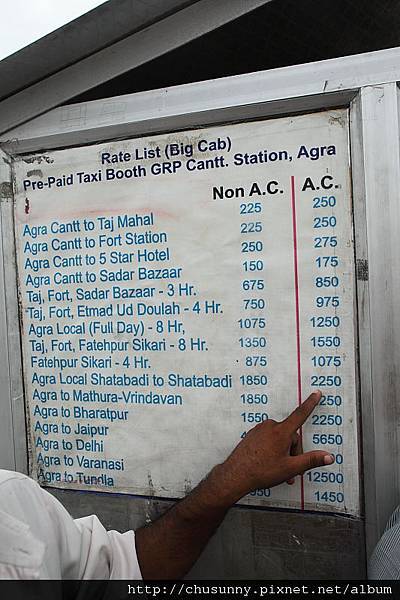 Rate List (Big Cab)
Pre-Paid Taxi Booth GRP Cantt. Station, Agra
Non A.C. A.C.
Agra Cantt to Taj Mahal 225 250
Agra Cantt to Fort Station 225 250
Agra Cantt to 5 Star Hotel 250 275
Agra Cantt to Sadar Bazaar 150 175
Taj, Fort, Sadar Bazaar - 3 Hr. 675 850
Taj, Fort, Etmad Ud Doulah - 4 Hr. 750 975
Agra Local (Full Day) - 8 Hr, 1075 1250
Taj, Fort, Fatehpur Sikari - 8 Hr. 1350 1550
Fatehpur Sikari - 4 Hr. 875 1075
Agra Local Shatabadi to Shatabadi 1850 2250
Agra to Mathura-Vrindavan 1850
Agra to Bharatpur 1550 2250
Agra to Jaipur 5650
Agra to Delhi
Agra to Varanasi 12500
Agra to Tundla 1450
http://chusunny.pixnet.net/album